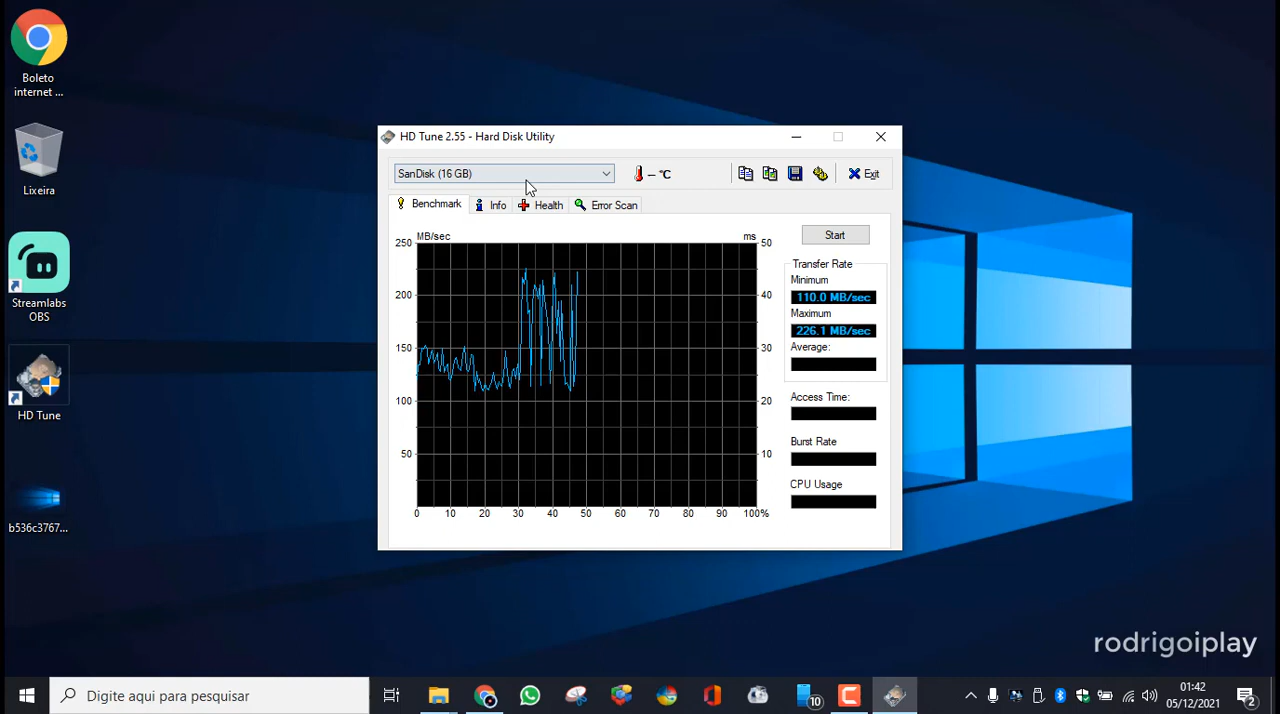 Boleto
internet ...
Lixeira
Streamlabs
OBS
HD Tune
b536c3767...
HD Tune 2.55 - Hard Disk Utility
SanDisk (16 GB)
– °C
Exit
Benchmark
Info
Health
Error Scan
MB/sec
ms
250
200
150
100
50
50
40
30
20
10
0 10 20 30 40 50 60 70 80 90 100%
Start
Transfer Rate
Minimum
110.0 MB/sec
Maximum
226.1 MB/sec
Average:
Access Time:
Burst Rate
CPU Usage
rodrigoiplay
Digite aqui para pesquisar
10
01:42
05/12/2021
2